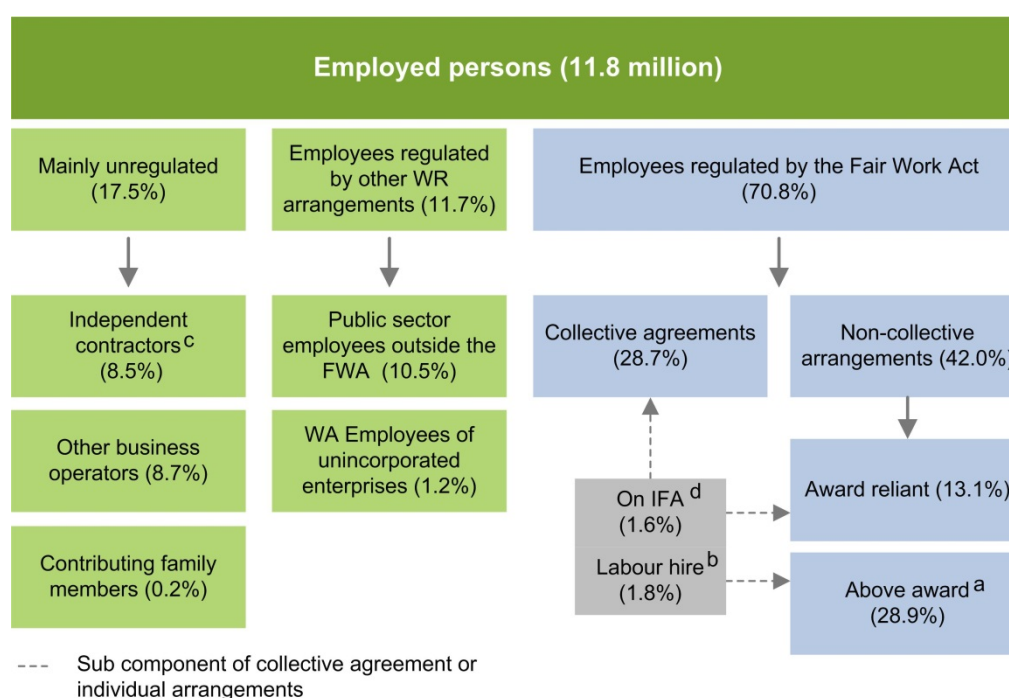 Employed persons (11.8 million)
Mainly unregulated
(17.5%)
Employees regulated
by other WR
arrangements (11.7%)
Employees regulated by the Fair Work Act
(70.8%)
Independent
contractors c
(8.5%)
Public sector
employees outside the
FWA (10.5%)
Collective agreements
(28.7%)
Non-collective
arrangements (42.0%)
Other business
operators (8.7%)
WA Employees of
unincorporated
enterprises (1.2%)
On IFA d
(1.6%)
Award reliant (13.1%)
Contributing family
members (0.2%)
Labour hire b
(1.8%)
Above award a
(28.9%)
Sub component of collective agreement or
individual arrangements